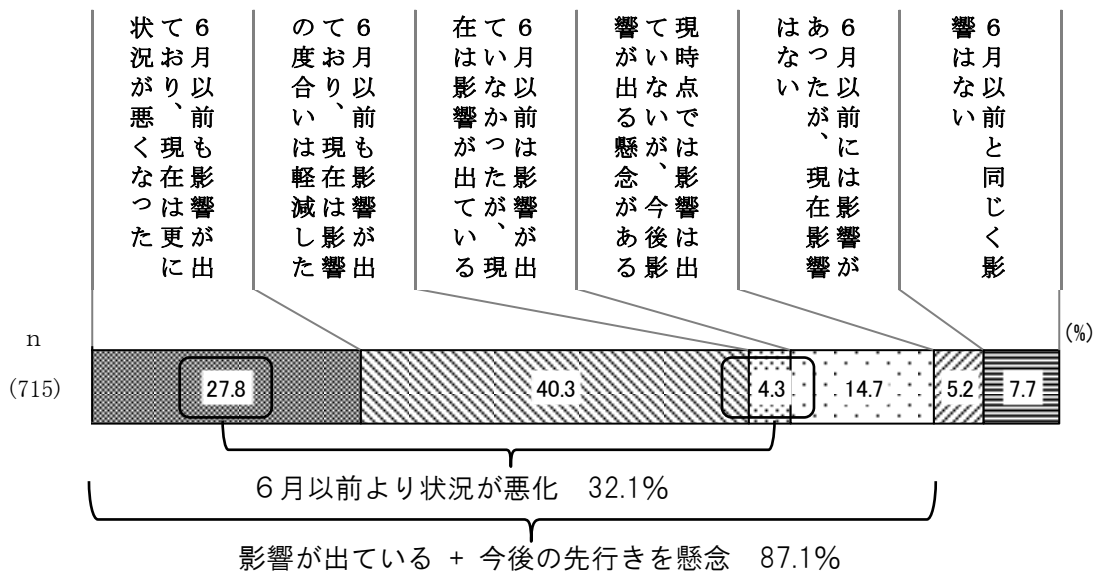 ６月以前も影響が出
ており、現在は更に
状況が悪くなった
６月以前も影響が出
ており、現在は影響
の度合いは軽減した
６月以前は影響が出
ていなかったが、現
在は影響が出ている
現時点では影響は出
ていないが、今後影
響が出る懸念がある
６月以前には影響が
あったが、現在影響
はない
６月以前と同じく影
響はない
(%)
n
(715)
27.8
40.3
4.3
14.7
5.2
7.7
６月以前より状況が悪化　32.1%
影響が出ている + 今後の先行きを懸念　87.1%